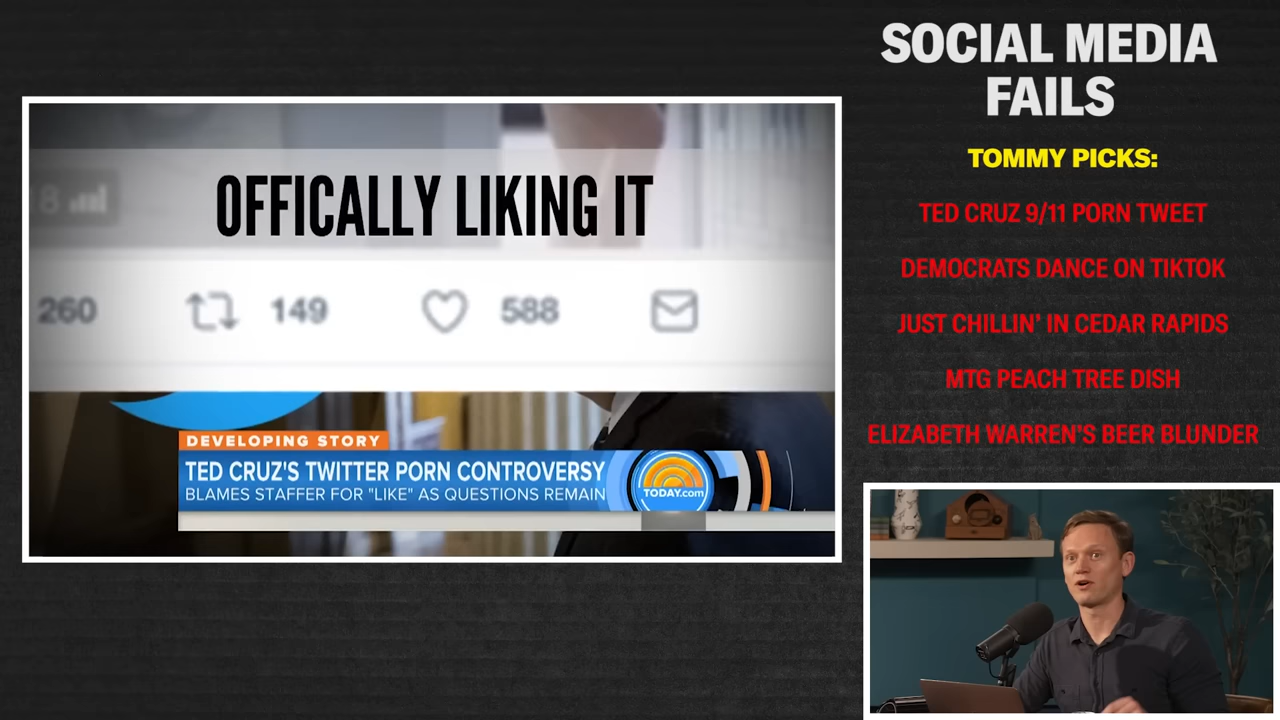 SOCIAL MEDIA
FAILS
TOMMY PICKS:
TED CRUZ 9/11 PORN TWEET
DEMOCRATS DANCE ON TIKTOK
JUST CHILLIN' IN CEDAR RAPIDS
MTG PEACH TREE DISH
ELIZABETH WARREN'S BEER BLUNDER
8
OFFICALLY LIKING IT
260 149 588
DEVELOPING STORY
TED CRUZ'S TWITTER PORN CONTROVERSY
BLAMES STAFFER FOR "LIKE" AS QUESTIONS REMAIN
TODAY.com